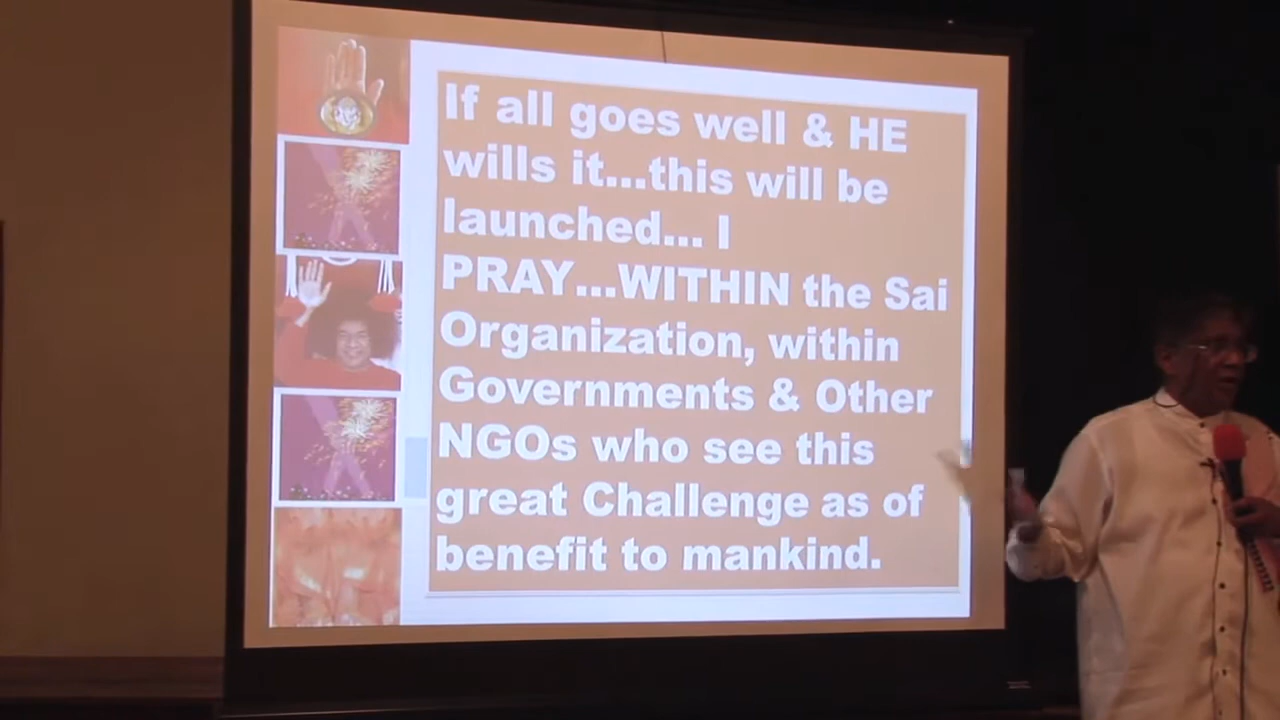 If all goes well & HE
wills it...this will be
launched... I
PRAY...WITHIN the Sai
Organization, within
Governments & Other
NGOs who see this
great Challenge as of
benefit to mankind.